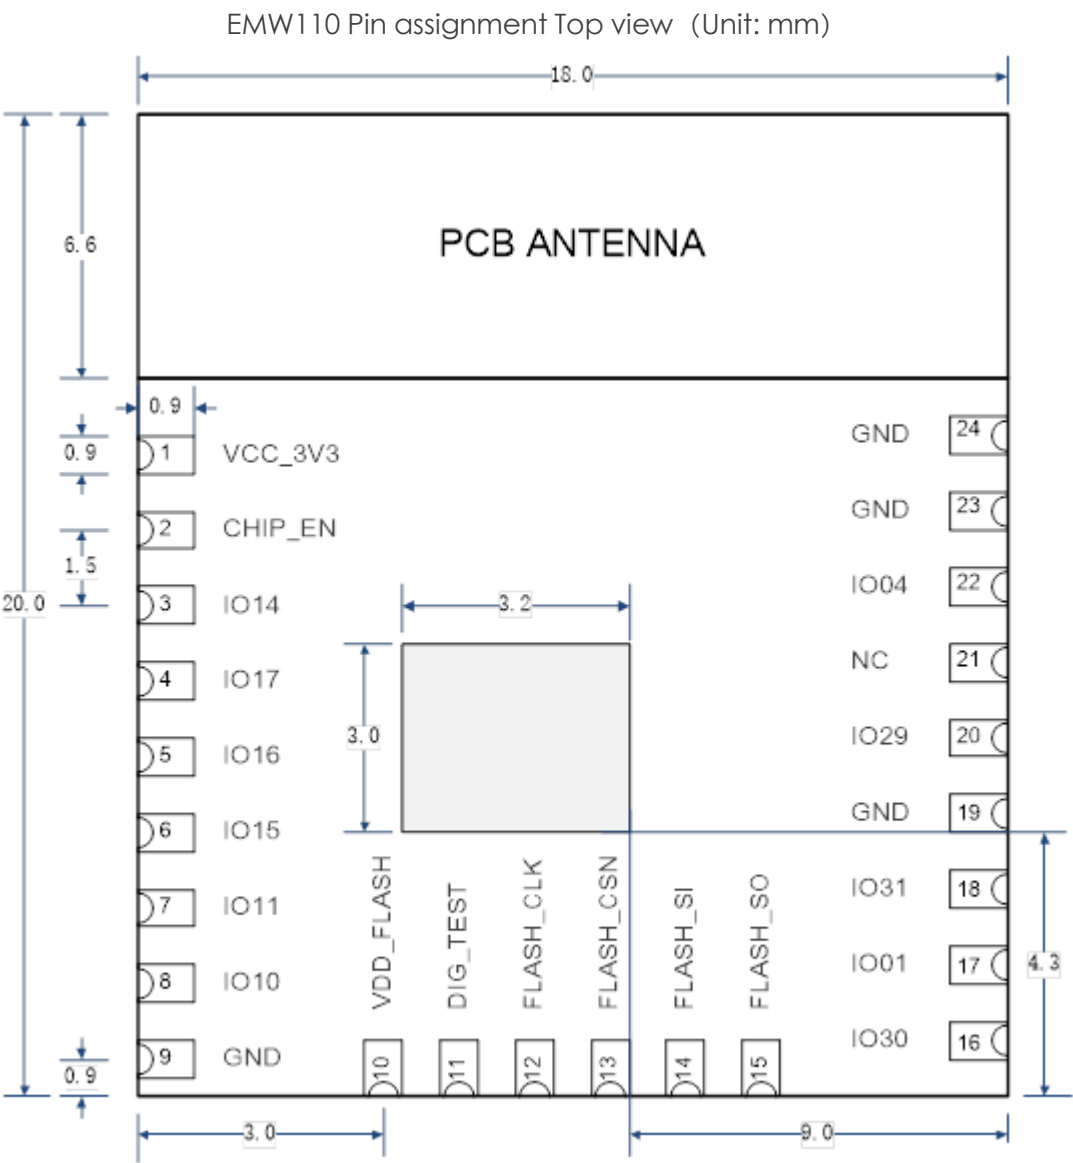 EMW110 Pin assignment Top view（Unit: mm）
18.0
6.6
PCB ANTENNA
0.9
0.9
1 VCC_3V3
2 CHIP_EN
1.5
3 IO14
4 IO17
5 IO16
6 IO15
7 IO11
8 IO10
9 GND
0.9
20.0
3.2
3.0
GND 24
GND 23
IO04 22
NC 21
IO29 20
GND 19
IO31 18
IO01 17
IO30 16
4.3
VDD_FLASH 10
DIG_TEST 11
FLASH_CLK 12
FLASH_CSN 13
FLASH_SI 14
FLASH_SO 15
3.0
9.0